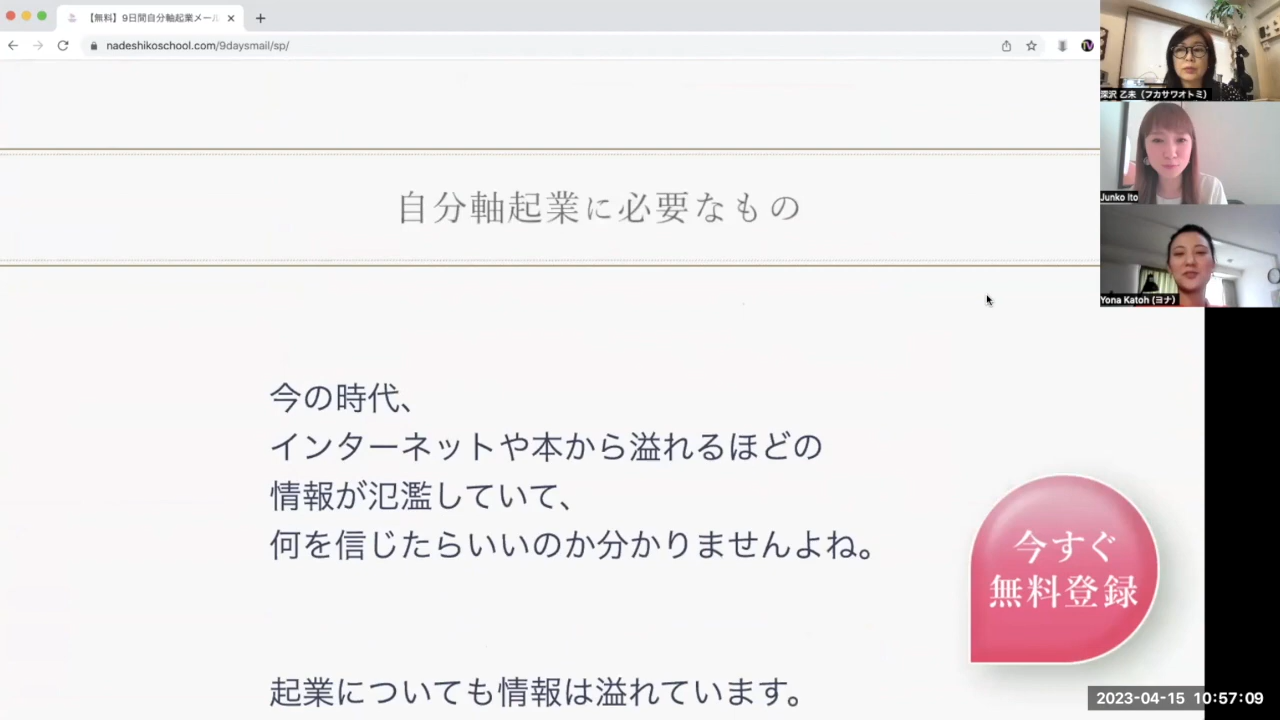 【無料】9日間自分軸起業メール
nadeshikoschool.com/9daysmail/sp/
自分軸起業に必要なもの
今の時代、
インターネットや本から溢れるほどの
情報が氾濫していて、
何を信じたらいいのか分かりませんよね。
起業についても情報は溢れています。
今すぐ
無料登録
深沢 乙未（フカサワオトミ）
Junko Ito
Yona Katoh (ヨナ)
2023-04-15 10:57:09